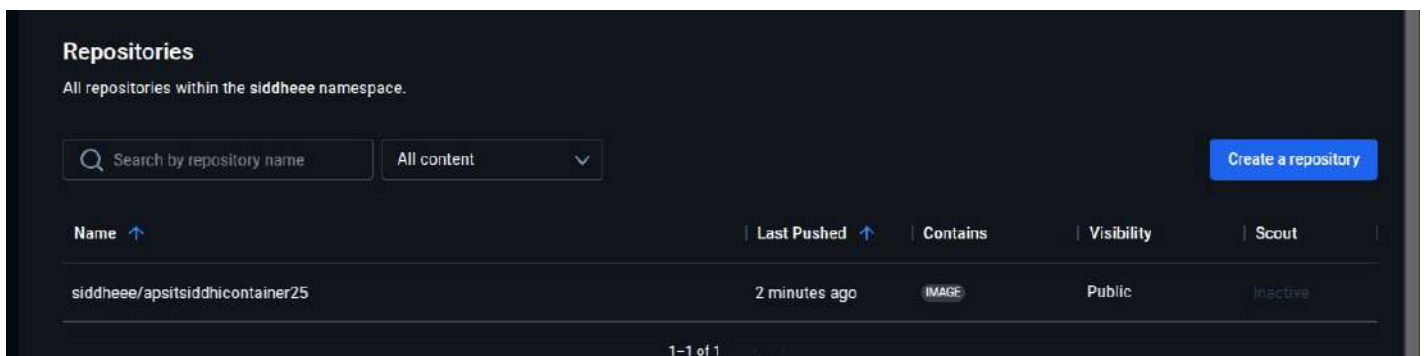 Repositories
All repositories within the siddheee namespace.
Search by repository name All content Create a repository
Name Last Pushed Contains Visibility Scout
siddheee/apsitsiddhicontainer25 2 minutes ago IMAGE Public Inactive
1–1 of 1